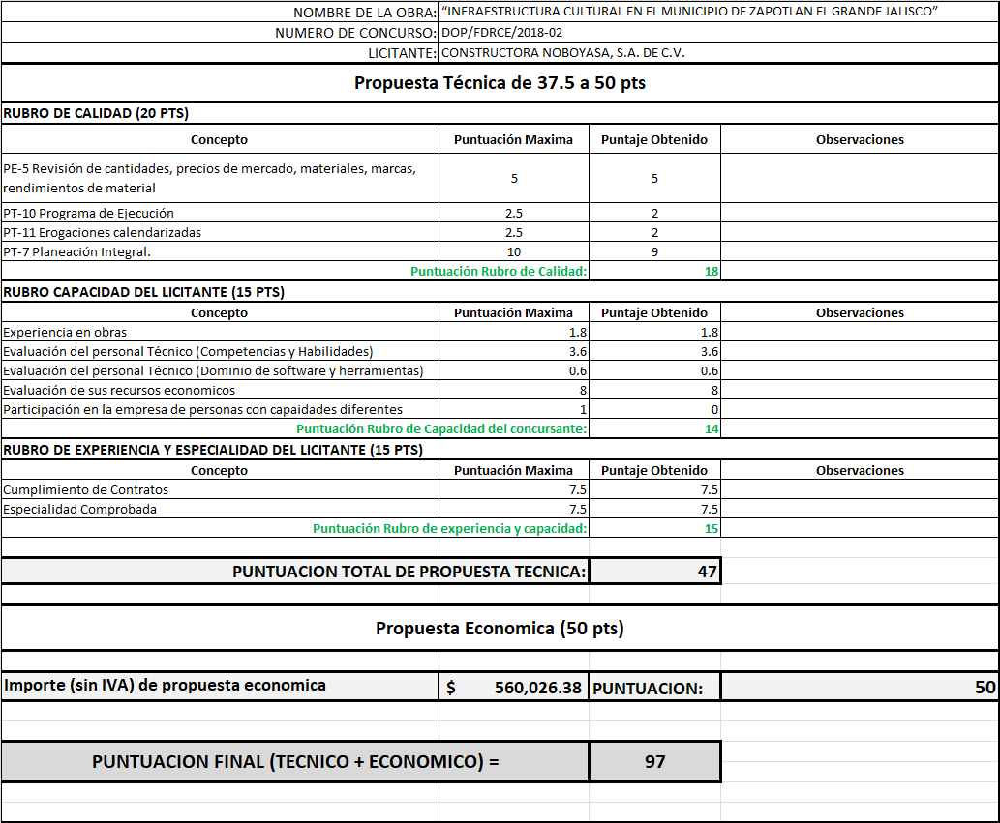 NOMBRE DE LA OBRA: “INFRAESTRUCTURA CULTURAL EN EL MUNICIPIO DE ZAPOTLAN EL GRANDE JALISCO”
NUMERO DE CONCURSO: DOP/FDRCE/2018-02
LICITANTE: CONSTRUCTORA NOBOYASA, S.A. DE C.V.
Propuesta Técnica de 37.5 a 50 pts
RUBRO DE CALIDAD (20 PTS)
Concepto Puntuación Maxima Puntaje Obtenido Observaciones
PE-5 Revisión de cantidades, precios de mercado, materiales, marcas,
rendimientos de material 5 5
PT-10 Programa de Ejecución 2.5 2
PT-11 Erogaciones calendarizadas 2.5 2
PT-7 Planeación Integral. 10 9
Puntuación Rubro de Calidad: 18
RUBRO CAPACIDAD DEL LICITANTE (15 PTS)
Concepto Puntuación Maxima Puntaje Obtenido Observaciones
Experiencia en obras 1.8 1.8
Evaluación del personal Técnico (Competencias y Habilidades) 3.6 3.6
Evaluación del personal Técnico (Dominio de software y herramientas) 0.6 0.6
Evaluación de sus recursos economicos 8 8
Participación en la empresa de personas con capaidades diferentes 1 0
Puntuación Rubro de Capacidad del concursante: 14
RUBRO DE EXPERIENCIA Y ESPECIALIDAD DEL LICITANTE (15 PTS)
Concepto Puntuación Maxima Puntaje Obtenido Observaciones
Cumplimiento de Contratos 7.5 7.5
Especialidad Comprobada 7.5 7.5
Puntuación Rubro de experiencia y capacidad: 15
PUNTUACION TOTAL DE PROPUESTA TECNICA: 47
Propuesta Economica (50 pts)
Importe (sin IVA) de propuesta economica $ 560,026.38 PUNTUACION: 50
PUNTUACION FINAL (TECNICO + ECONOMICO) = 97